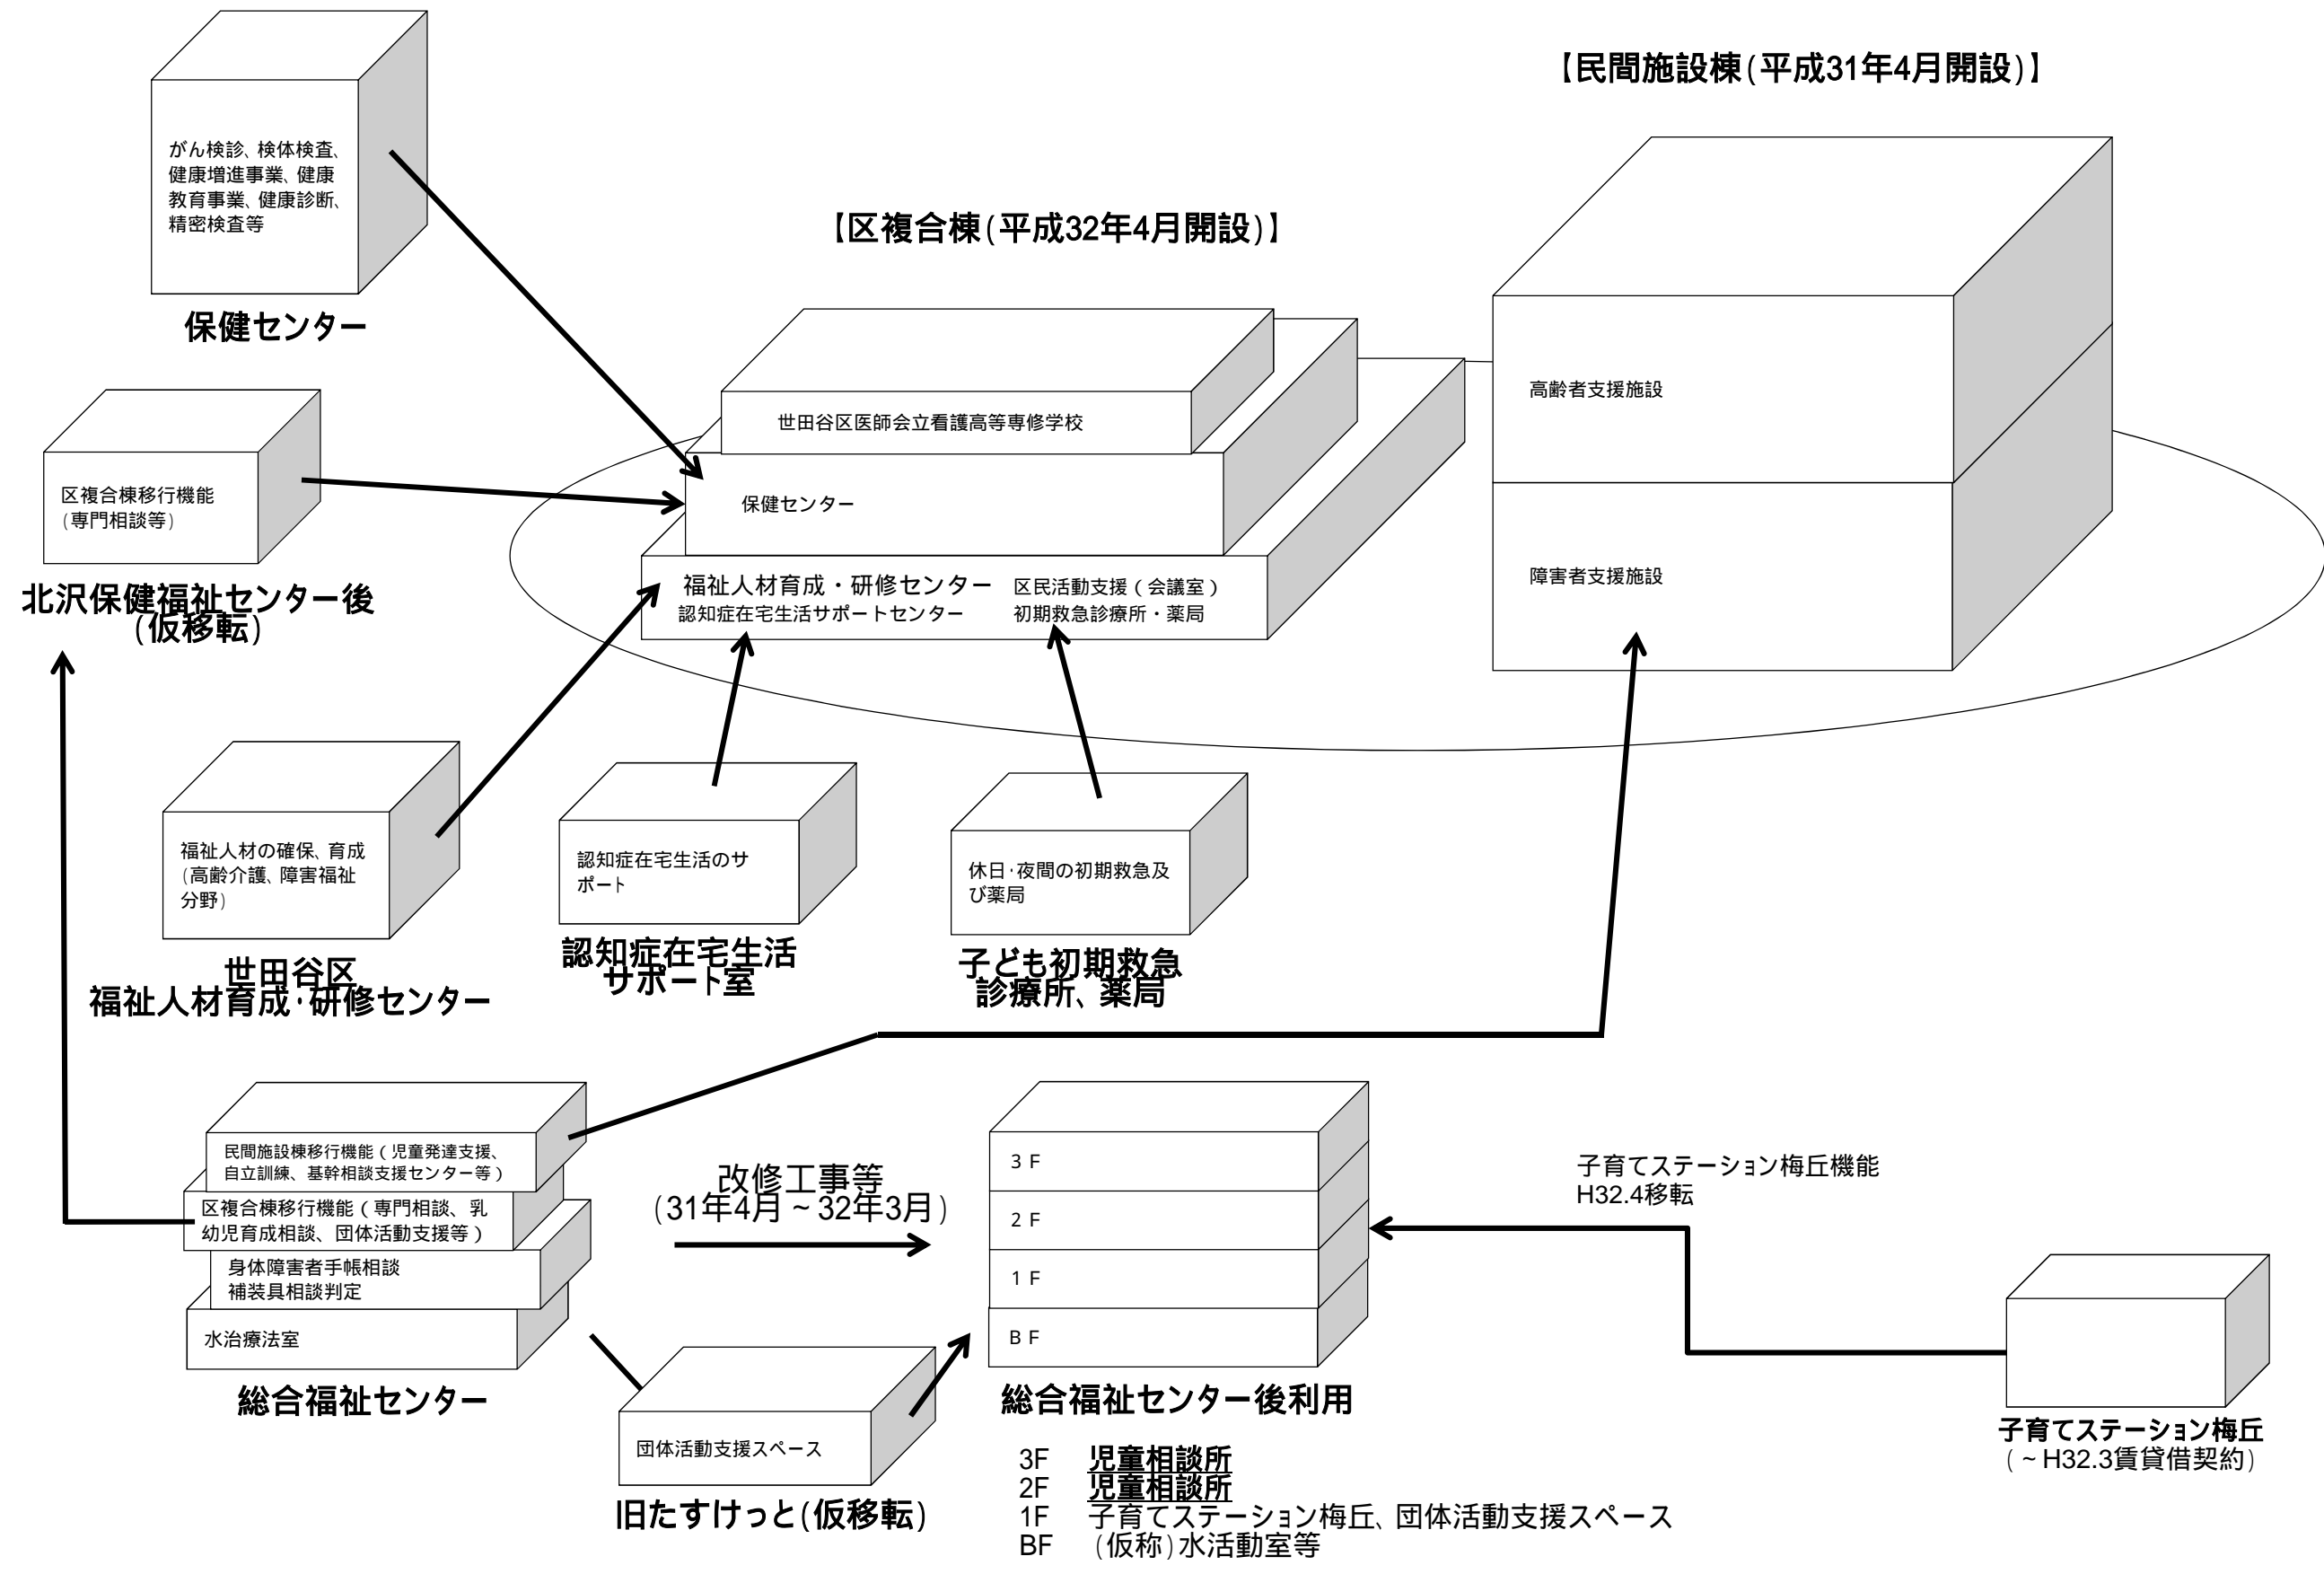 【民間施設棟(平成31年4月開設)】
がん検診、検体検査、
健康増進事業、健康
教育事業、健康診断、
精密検査等
保健センター
【区複合棟(平成32年4月開設)】
世田谷区医師会立看護高等専修学校
保健センター
福祉人材育成・研修センター
認知症在宅生活サポートセンター
区民活動支援（会議室）
初期救急診療所・薬局
高齢者支援施設
障害者支援施設
区複合棟移行機能
(専門相談等)
北沢保健福祉センター後
(仮移転)
福祉人材の確保、育成
(高齢介護、障害福祉
分野)
世田谷区
福祉人材育成・研修センター
認知症在宅生活のサ
ポート
認知症在宅生活
サポート室
休日・夜間の初期救急及
び薬局
子ども初期救急
診療所、薬局
民間施設棟移行機能（児童発達支援、
自立訓練、基幹相談支援センター等）
区複合棟移行機能（専門相談、乳
幼児育成相談、団体活動支援等）
身体障害者手帳相談
補装具相談判定
水治療法室
総合福祉センター
改修工事等
(31年4月～32年3月)
団体活動支援スペース
旧たすけっと(仮移転)
３Ｆ
２Ｆ
１Ｆ
ＢＦ
総合福祉センター後利用
3F 児童相談所
2F 児童相談所
1F 子育てステーション梅丘、団体活動支援スペース
BF (仮称)水活動室等
子育てステーション梅丘機能
H32.4移転
子育てステーション梅丘
(～H32.3賃貸借契約)